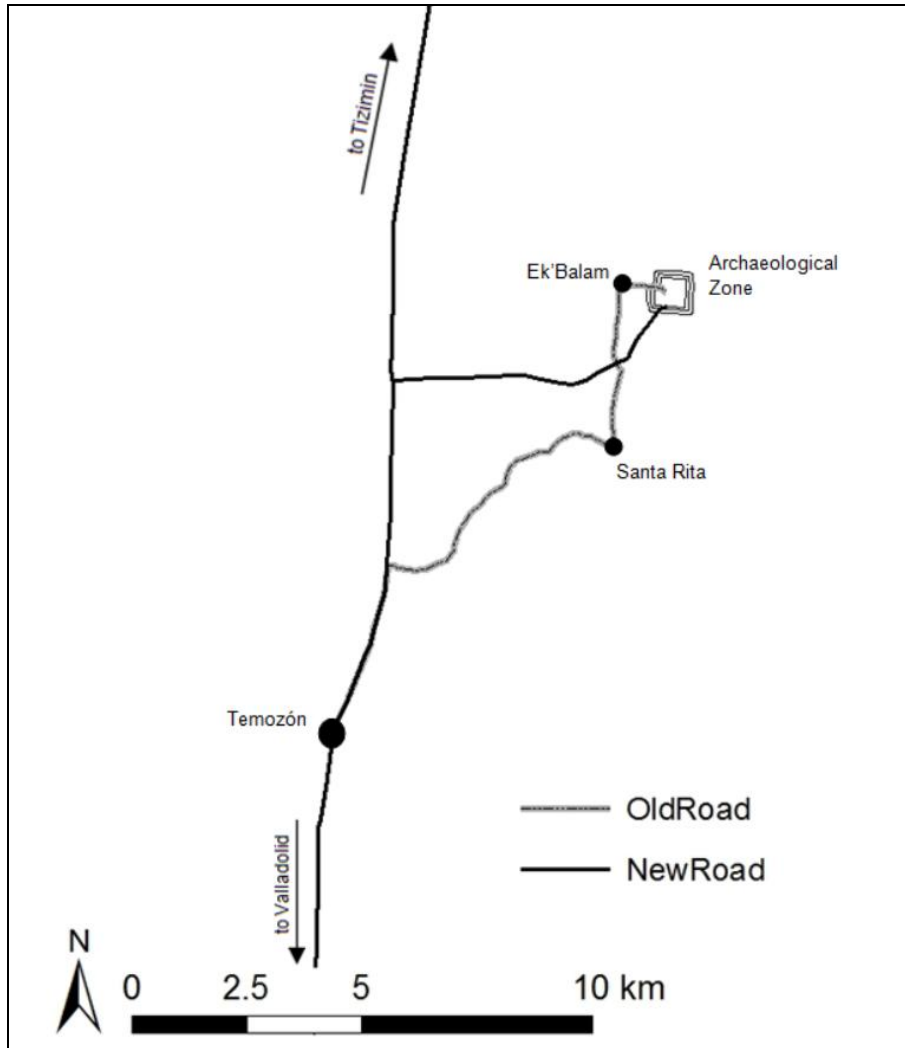 to Tizimin
Ek'Balam
Archaeological
Zone
Santa Rita
Temozón
OldRoad
NewRoad
to Valladolid
N
0 2.5 5 10 km